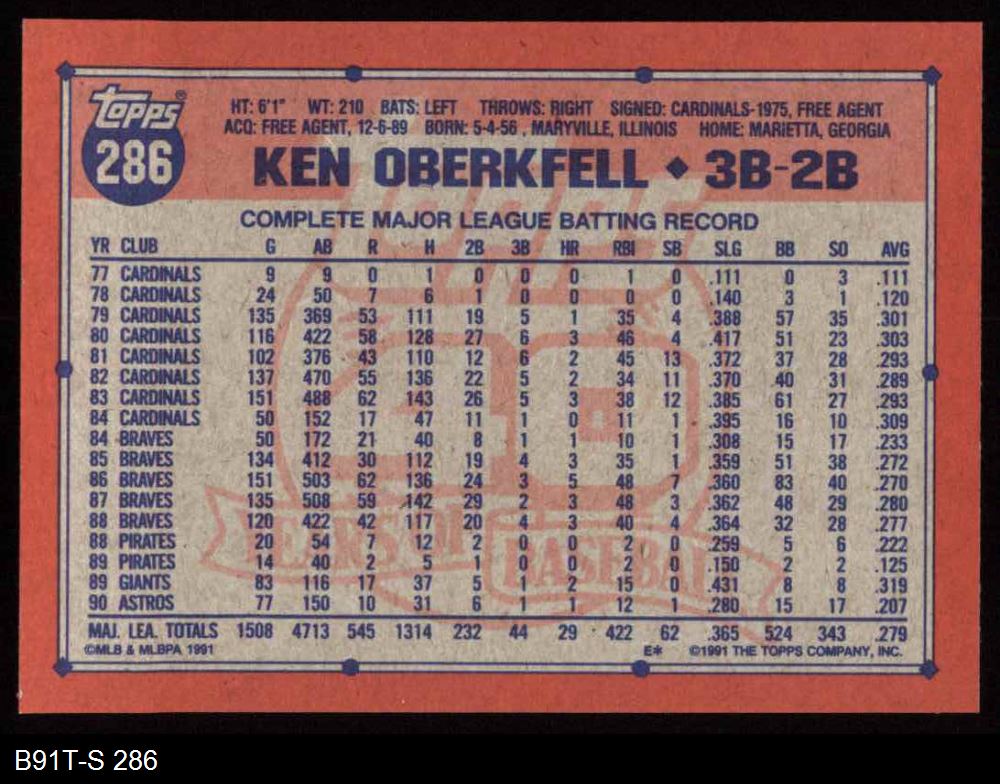 topps®
286
HT: 6'1" WT: 210 BATS: LEFT THROWS: RIGHT SIGNED: CARDINALS-1975, FREE AGENT
ACQ: FREE AGENT, 12-6-89 BORN: 5-4-56 , MARYVILLE, ILLINOIS HOME: MARIETTA, GEORGIA
KEN OBERKFELL ♦ 3B-2B
COMPLETE MAJOR LEAGUE BATTING RECORD
YR CLUB G AB R H 2B 3B HR RBI SB SLG BB SO AVG
77 CARDINALS 9 9 0 1 0 0 0 1 0 .111 0 3 .111
78 CARDINALS 24 50 7 6 1 0 0 0 0 .140 3 1 .120
79 CARDINALS 135 369 53 111 19 5 1 35 4 .388 57 35 .301
80 CARDINALS 116 422 58 128 27 6 3 46 4 .417 51 23 .303
81 CARDINALS 102 376 43 110 12 6 2 45 13 .372 37 28 .293
82 CARDINALS 137 470 55 136 22 5 2 34 11 .370 40 31 .289
83 CARDINALS 151 488 62 143 26 5 3 38 12 .385 61 27 .293
84 CARDINALS 50 152 17 47 11 1 0 11 1 .395 16 10 .309
84 BRAVES 50 172 21 40 8 1 1 10 1 .308 15 17 .233
85 BRAVES 134 412 30 112 19 4 3 35 1 .359 51 38 .272
86 BRAVES 151 503 62 136 24 3 5 48 7 .360 83 40 .270
87 BRAVES 135 508 59 142 29 2 3 48 3 .362 48 29 .280
88 BRAVES 120 422 42 117 20 4 3 40 4 .364 32 28 .277
88 PIRATES 20 54 7 12 2 0 0 2 0 .259 5 6 .222
89 PIRATES 14 40 2 5 1 0 0 2 0 .150 2 2 .125
89 GIANTS 83 116 17 37 5 1 2 15 0 .431 8 8 .319
90 ASTROS 77 150 10 31 6 1 1 12 1 .280 15 17 .207
MAJ. LEA. TOTALS 1508 4713 545 1314 232 44 29 422 62 .365 524 343 .279
©MLB & MLBPA 1991 E* ©1991 THE TOPPS COMPANY, INC.
topps
40
YEARS OF BASEBALL
B91T-S 286